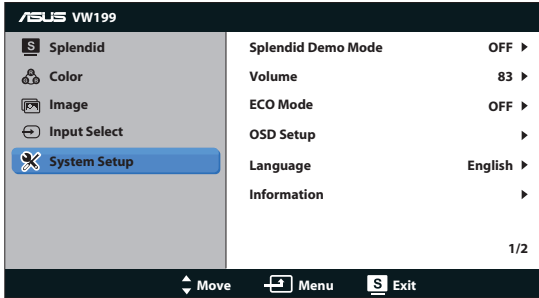 ASUS VW199
S Splendid
Color
Image
Input Select
System Setup
Splendid Demo Mode OFF
Volume 83
ECO Mode OFF
OSD Setup
Language English
Information
1/2
Move Menu S Exit